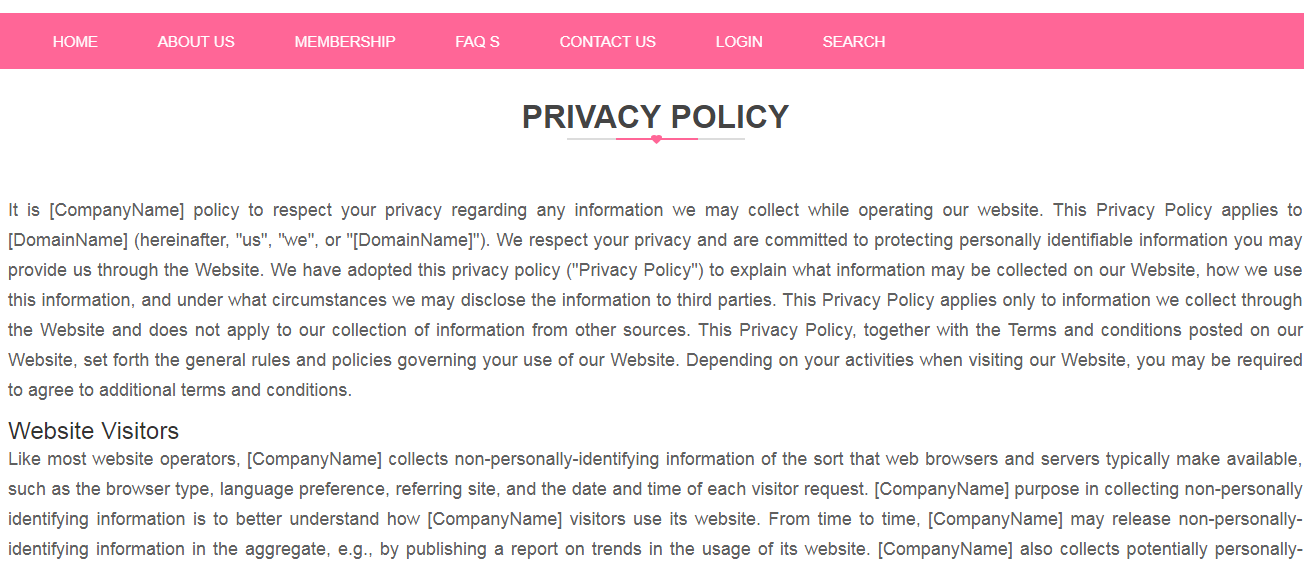 HOME ABOUT US MEMBERSHIP FAQ S CONTACT US LOGIN SEARCH
PRIVACY POLICY
It is [CompanyName] policy to respect your privacy regarding any information we may collect while operating our website. This Privacy Policy applies to
[DomainName] (hereinafter, "us", "we", or "[DomainName]"). We respect your privacy and are committed to protecting personally identifiable information you may
provide us through the Website. We have adopted this privacy policy ("Privacy Policy") to explain what information may be collected on our Website, how we use
this information, and under what circumstances we may disclose the information to third parties. This Privacy Policy applies only to information we collect through
the Website and does not apply to our collection of information from other sources. This Privacy Policy, together with the Terms and conditions posted on our
Website, set forth the general rules and policies governing your use of our Website. Depending on your activities when visiting our Website, you may be required
to agree to additional terms and conditions.
Website Visitors
Like most website operators, [CompanyName] collects non-personally-identifying information of the sort that web browsers and servers typically make available,
such as the browser type, language preference, referring site, and the date and time of each visitor request. [CompanyName] purpose in collecting non-personally
identifying information is to better understand how [CompanyName] visitors use its website. From time to time, [CompanyName] may release non-personally-
identifying information in the aggregate, e.g., by publishing a report on trends in the usage of its website. [CompanyName] also collects potentially personally-